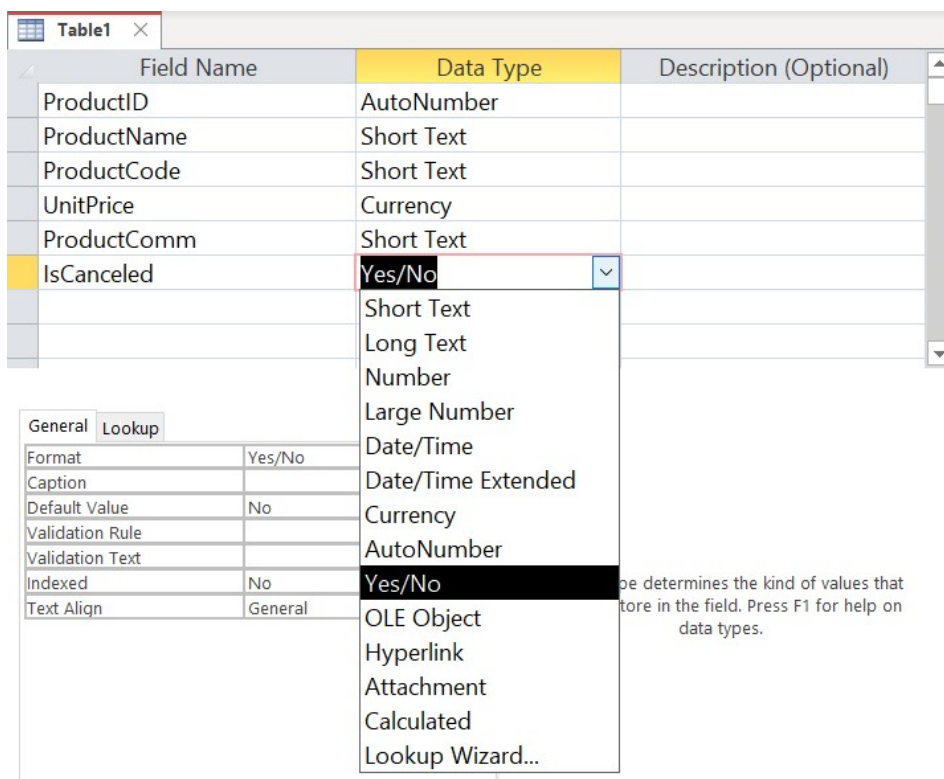 Table1
Field Name Data Type Description (Optional)
ProductID AutoNumber
ProductName Short Text
ProductCode Short Text
UnitPrice Currency
ProductComm Short Text
IsCanceled Yes/No
Short Text
Long Text
Number
Large Number
Date/Time
Date/Time Extended
Currency
AutoNumber
Yes/No
OLE Object
Hyperlink
Attachment
Calculated
Lookup Wizard...
General Lookup
Format Yes/No
Caption
Default Value No
Validation Rule
Validation Text
Indexed No
Text Align General
determines the kind of values that
in the field. Press F1 for help on
data types.